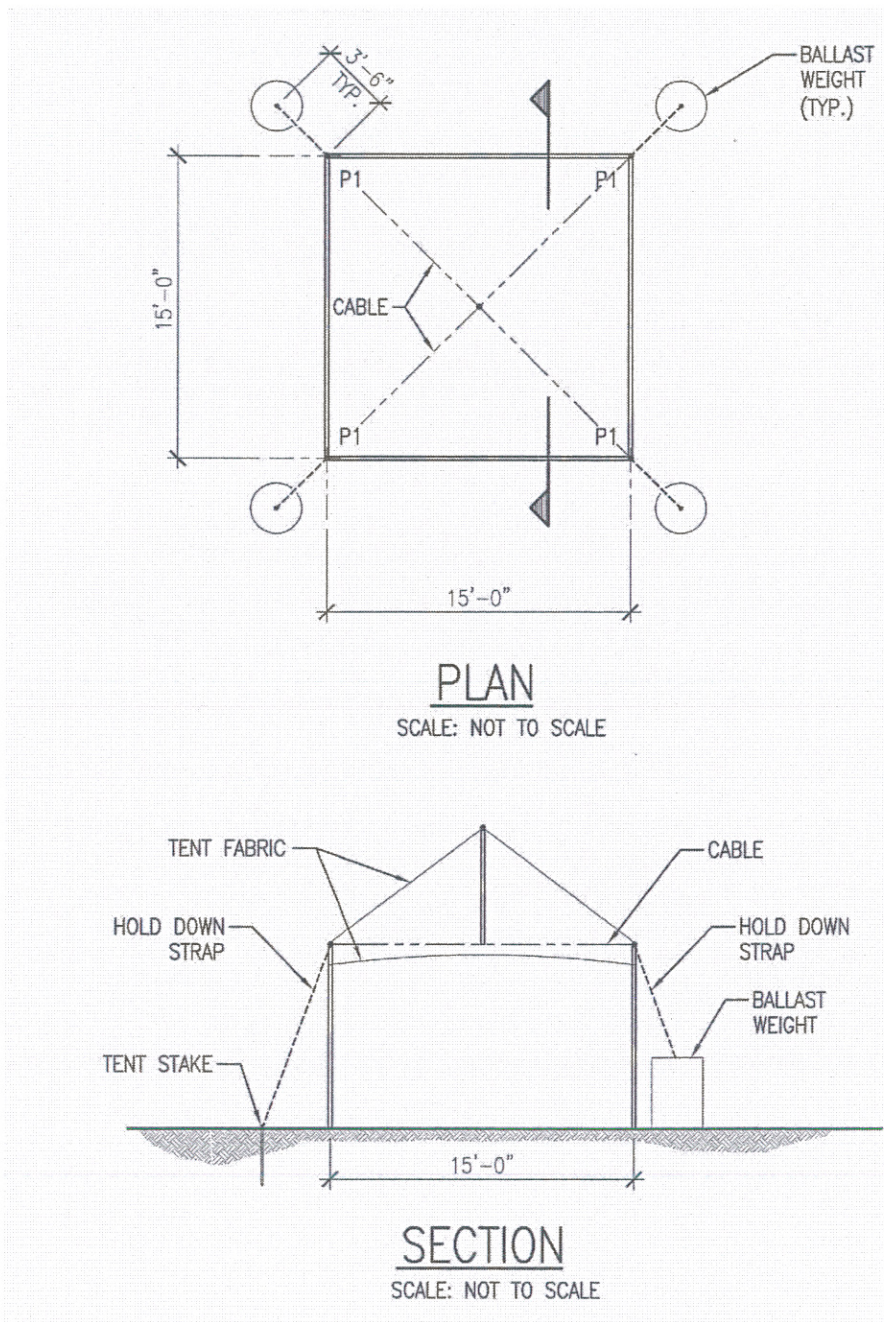 3'-6"
TYP.
BALLAST
WEIGHT
(TYP.)
P1
P1
15'-0"
CABLE
P1
P1
15'-0"
PLAN
SCALE: NOT TO SCALE
TENT FABRIC
CABLE
HOLD DOWN
STRAP
HOLD DOWN
STRAP
BALLAST
WEIGHT
TENT STAKE
15'-0"
SECTION
SCALE: NOT TO SCALE